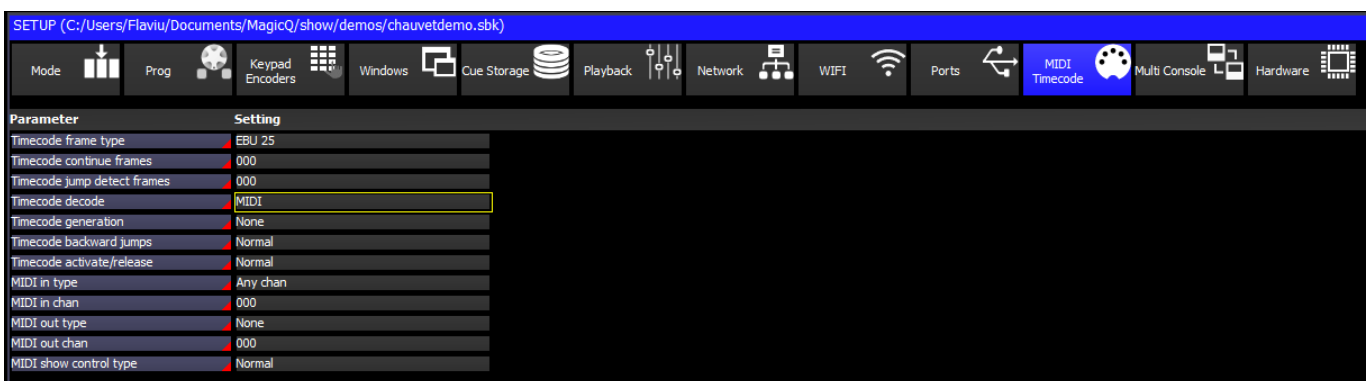 SETUP (C:/Users/Flaviu/Documents/MagicQ/show/demos/chauvetdemo.sbk)
Mode Prog Keypad Encoders Windows Cue Storage Playback Network WIFI Ports MIDI Timecode Multi Console Hardware
Parameter Setting
Timecode frame type EBU 25
Timecode continue frames 000
Timecode jump detect frames 000
Timecode decode MIDI
Timecode generation None
Timecode backward jumps Normal
Timecode activate/release Normal
MIDI in type Any chan
MIDI in chan 000
MIDI out type None
MIDI out chan 000
MIDI show control type Normal